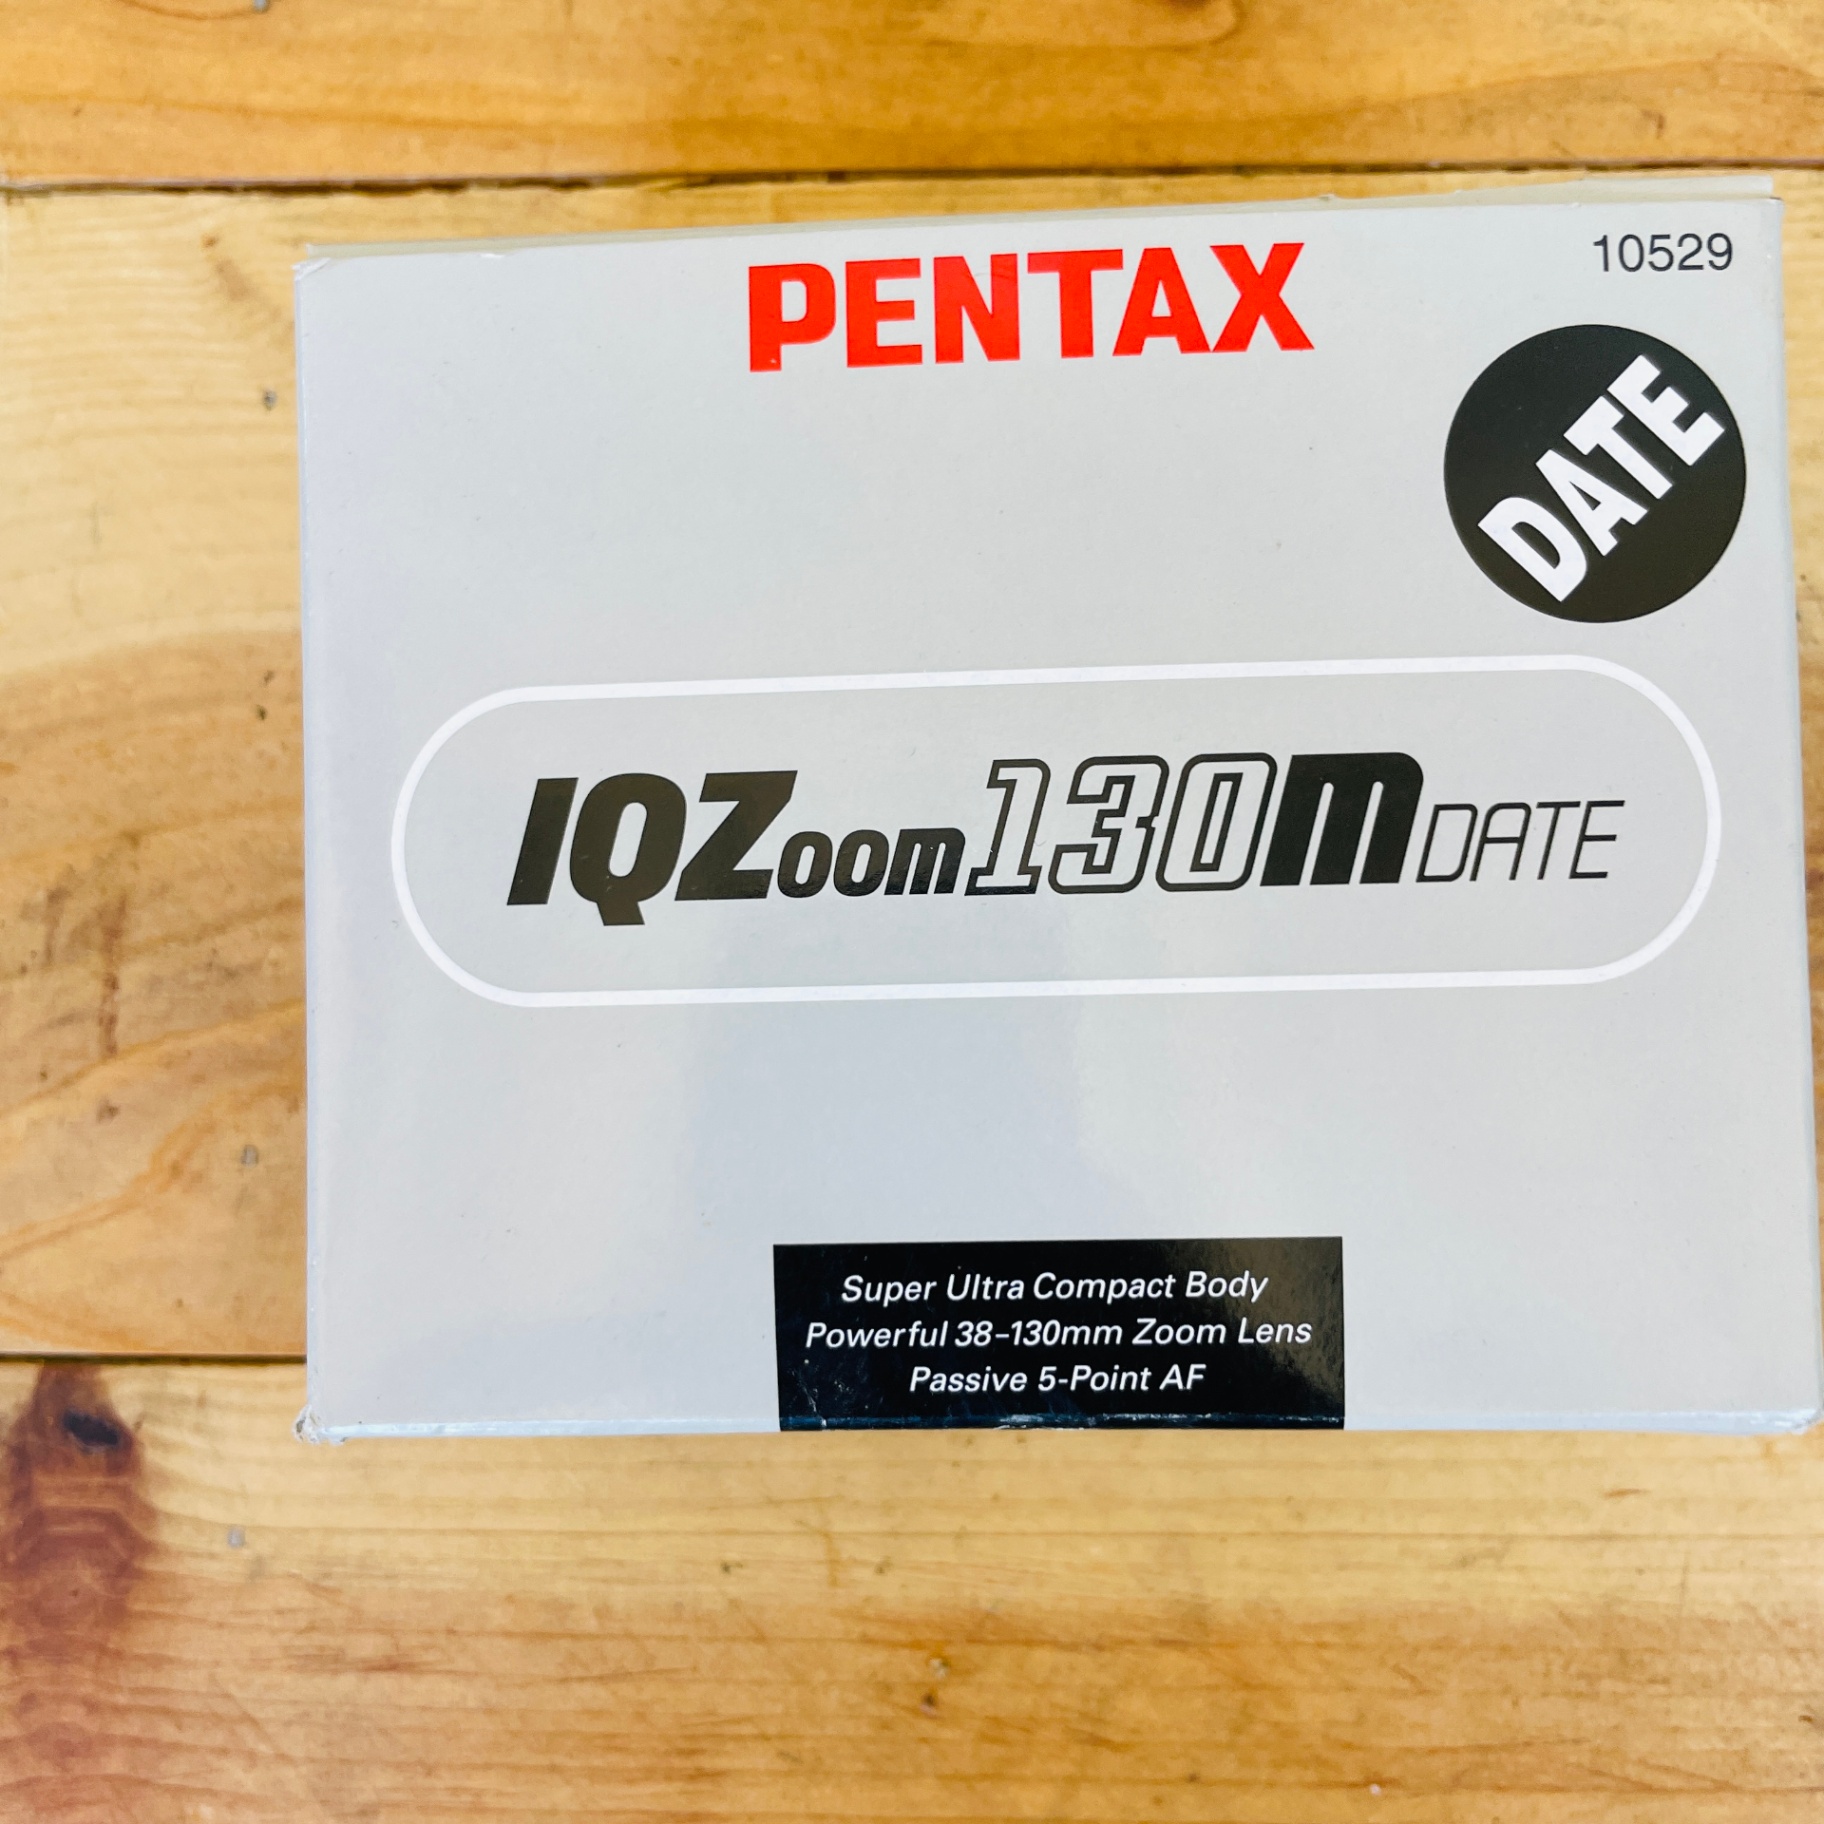 PENTAX
10529
DATE
IQZoom130M DATE
Super Ultra Compact Body
Powerful 38-130mm Zoom Lens
Passive 5-Point AF